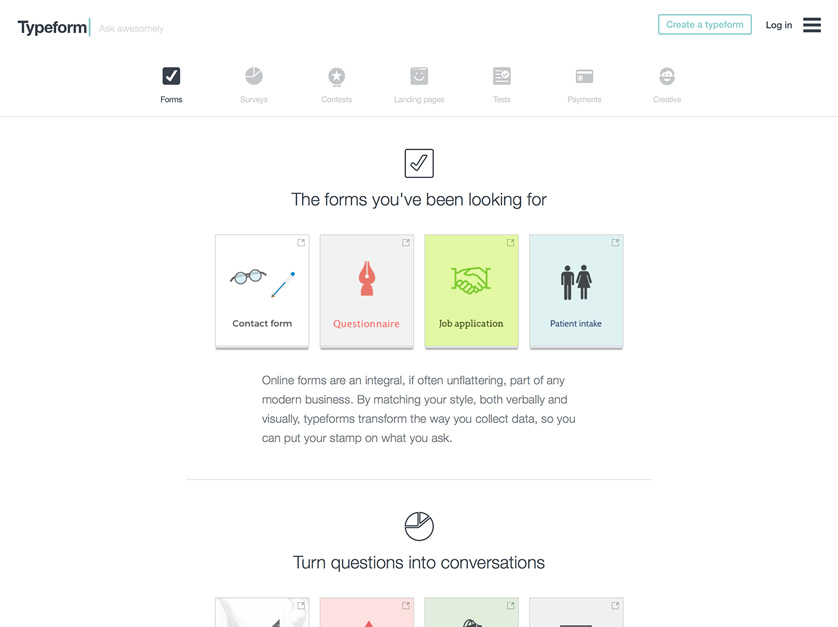 Typeform
Ask awesomely
Create a typeform
Log in
Forms
Surveys
Contests
Landing pages
Tests
Payments
Creative
The forms you've been looking for
Contact form
Questionnaire
Job application
Patient intake
Online forms are an integral, if often unflattering, part of any
modern business. By matching your style, both verbally and
visually, typeforms transform the way you collect data, so you
can put your stamp on what you ask.
Turn questions into conversations